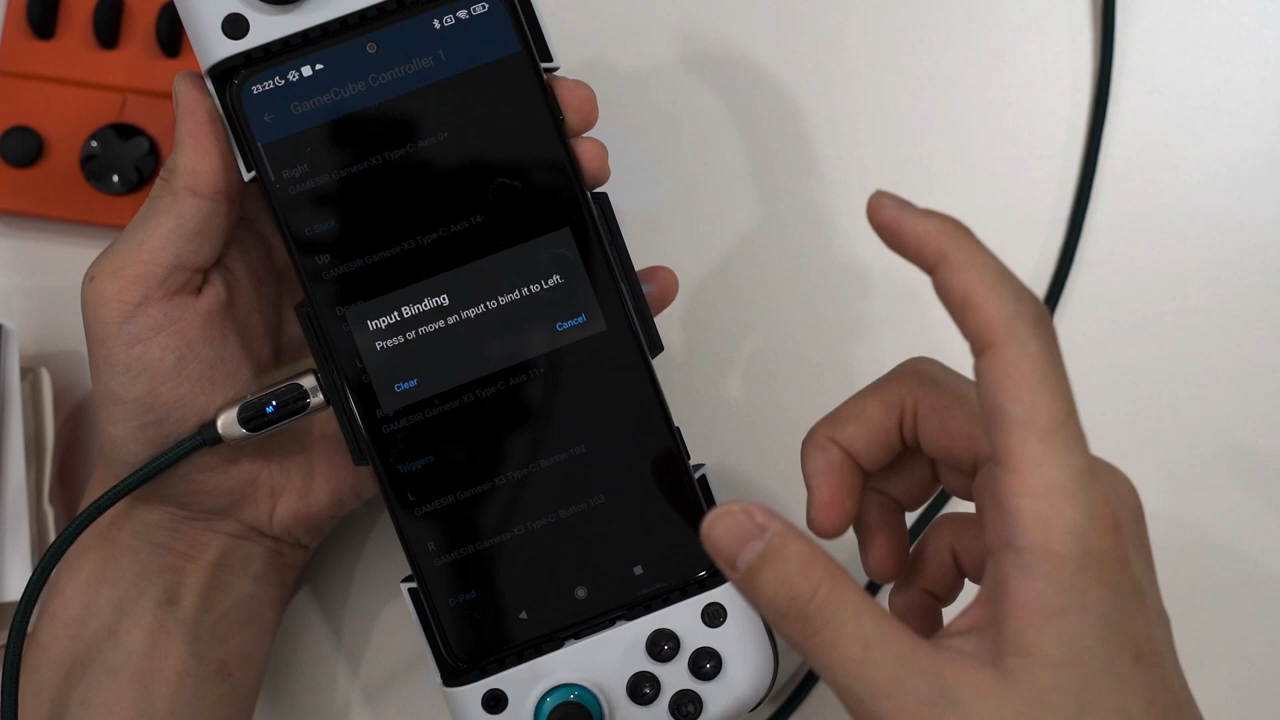 23:22
GameCube Controller 1
Right
GAMESIR Gamesir-X3 Type-C: Axis 0+
C Stick
Up
GAMESIR Gamesir-X3 Type-C: Axis 14-
Down
Input Binding
Press or move an input to bind it to Left.
Cancel
Clear
GAMESIR Gamesir-X3 Type-C: Axis 11+
Triggers
L
GAMESIR Gamesir-X3 Type-C: Button 102
R
GAMESIR Gamesir-X3 Type-C: Button 103
D-Pad